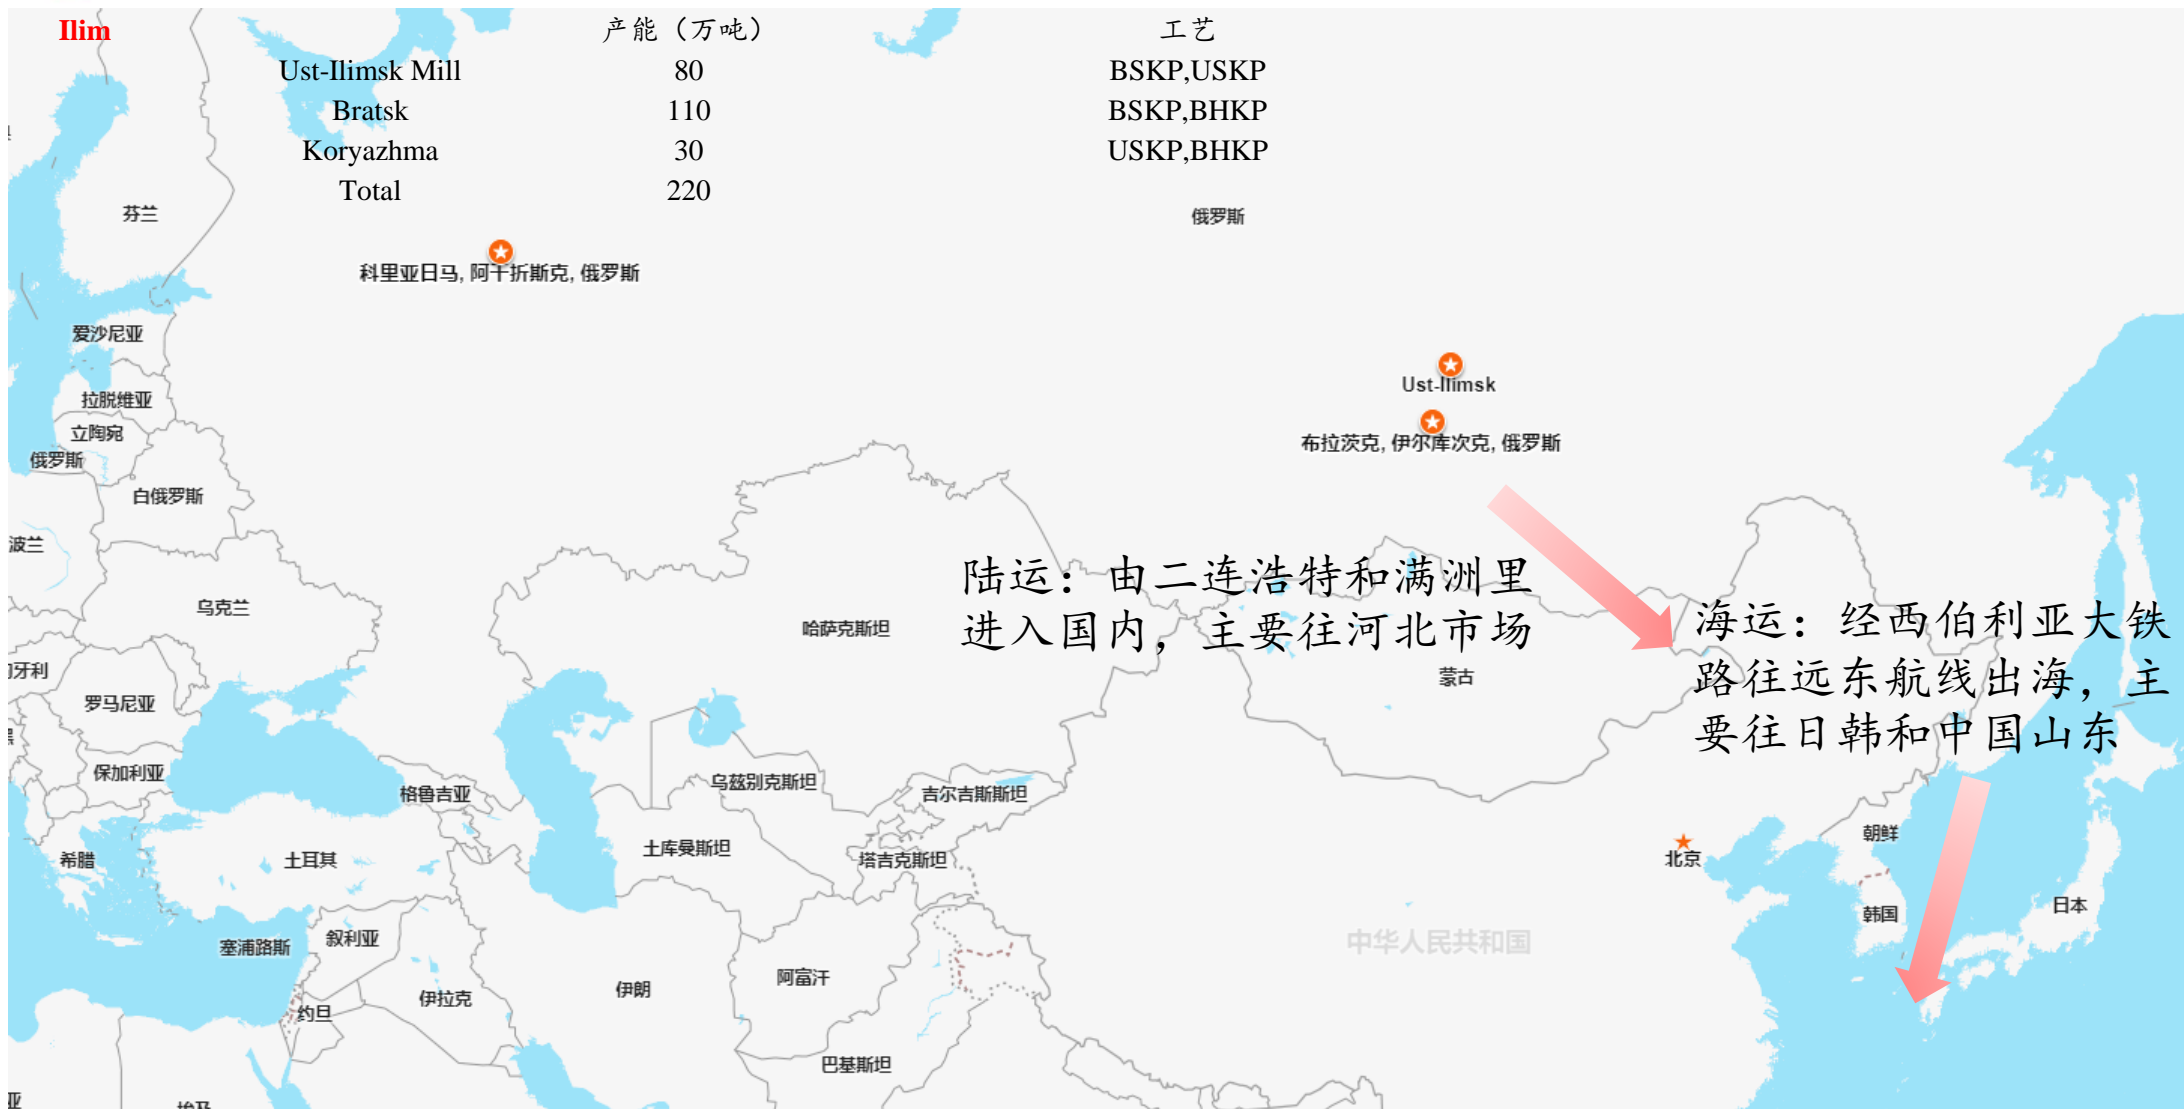 Ilim 产能（万吨） 工艺
Ust-Ilimsk Mill 80 BSKP,USKP
Bratsk 110 BSKP,BHKP
Koryazhma 30 USKP,BHKP
Total 220
芬兰
俄罗斯
科里亚日马, 阿干折斯克, 俄罗斯
爱沙尼亚
Ust-Ilimsk
拉脱维亚
立陶宛
布拉茨克, 伊尔库次克, 俄罗斯
俄罗斯
白俄罗斯
波兰
陆运：由二连浩特和满洲里
进入国内，主要往河北市场
乌克兰
哈萨克斯坦
海运：经西伯利亚大铁
路往远东航线出海，主
要往日韩和中国山东
牙利
蒙古
罗马尼亚
保加利亚
格鲁吉亚
乌兹别克斯坦
吉尔吉斯斯坦
朝鲜
希腊
土耳其
土库曼斯坦
塔吉克斯坦
北京
日本
韩国
塞浦路斯
叙利亚
中华人民共和国
阿富汗
伊朗
伊拉克
约旦
巴基斯坦
亚
埃及